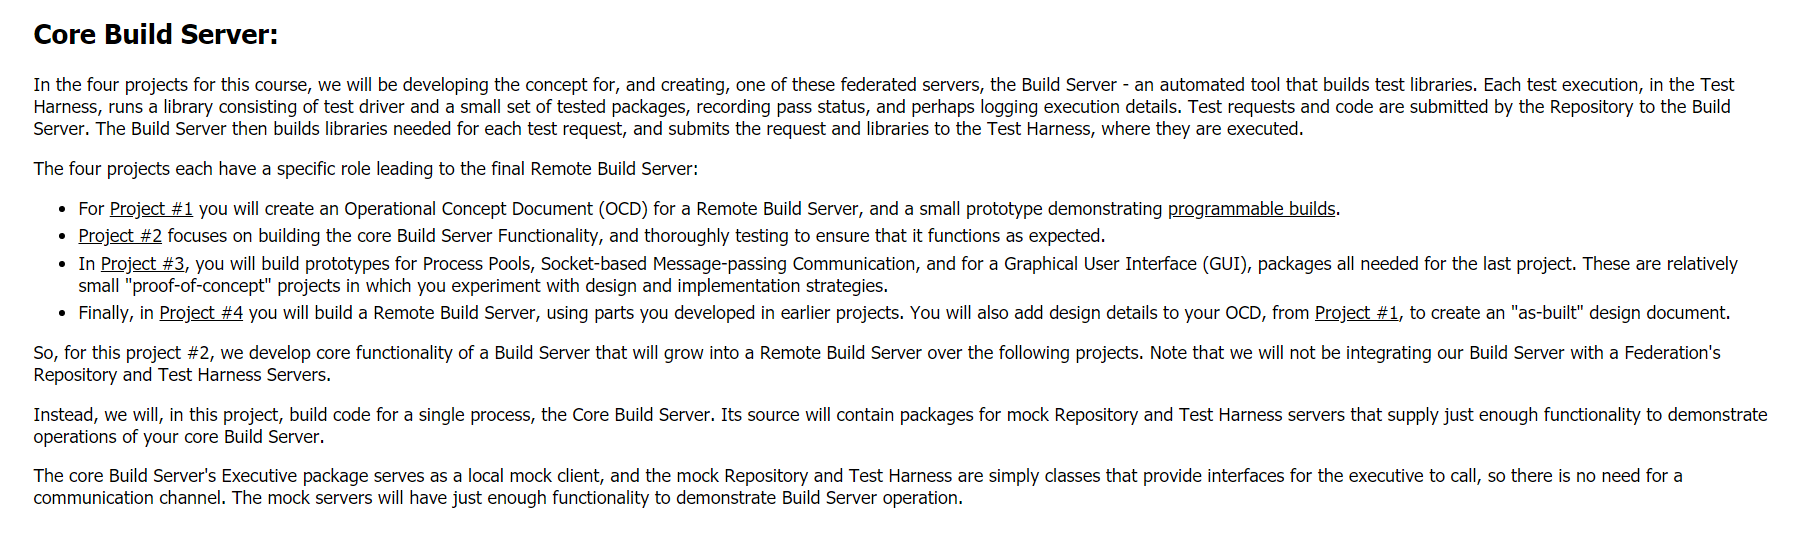 Core Build Server:
In the four projects for this course, we will be developing the concept for, and creating, one of these federated servers, the Build Server - an automated tool that builds test libraries. Each test execution, in the Test
Harness, runs a library consisting of test driver and a small set of tested packages, recording pass status, and perhaps logging execution details. Test requests and code are submitted by the Repository to the Build
Server. The Build Server then builds libraries needed for each test request, and submits the request and libraries to the Test Harness, where they are executed.
The four projects each have a specific role leading to the final Remote Build Server:
• For Project #1 you will create an Operational Concept Document (OCD) for a Remote Build Server, and a small prototype demonstrating programmable builds.
• Project #2 focuses on building the core Build Server Functionality, and thoroughly testing to ensure that it functions as expected.
• In Project #3, you will build prototypes for Process Pools, Socket-based Message-passing Communication, and for a Graphical User Interface (GUI), packages all needed for the last project. These are relatively
small "proof-of-concept" projects in which you experiment with design and implementation strategies.
• Finally, in Project #4 you will build a Remote Build Server, using parts you developed in earlier projects. You will also add design details to your OCD, from Project #1, to create an "as-built" design document.
So, for this project #2, we develop core functionality of a Build Server that will grow into a Remote Build Server over the following projects. Note that we will not be integrating our Build Server with a Federation's
Repository and Test Harness Servers.
Instead, we will, in this project, build code for a single process, the Core Build Server. Its source will contain packages for mock Repository and Test Harness servers that supply just enough functionality to demonstrate
operations of your core Build Server.
The core Build Server's Executive package serves as a local mock client, and the mock Repository and Test Harness are simply classes that provide interfaces for the executive to call, so there is no need for a
communication channel. The mock servers will have just enough functionality to demonstrate Build Server operation.